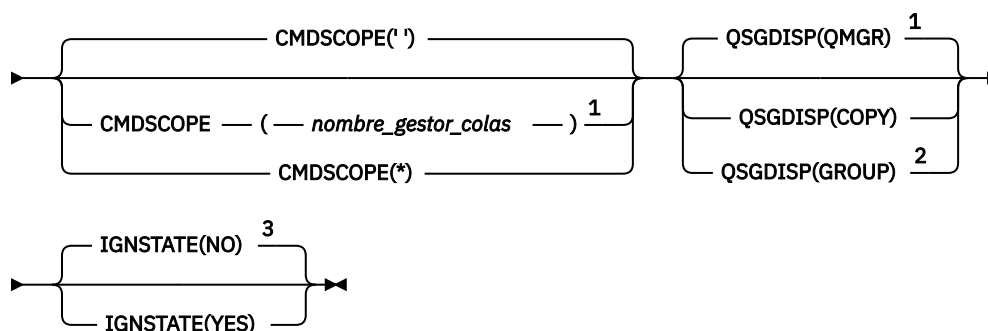 CMDSCOPE(' ')
CMDSCOPE ( nombre_gestor_colas ) 1
CMDSCOPE(*)
QSGDISP(QMGR) 1
QSGDISP(COPY)
QSGDISP(GROUP) 2
IGNSTATE(NO) 3
IGNSTATE(YES)